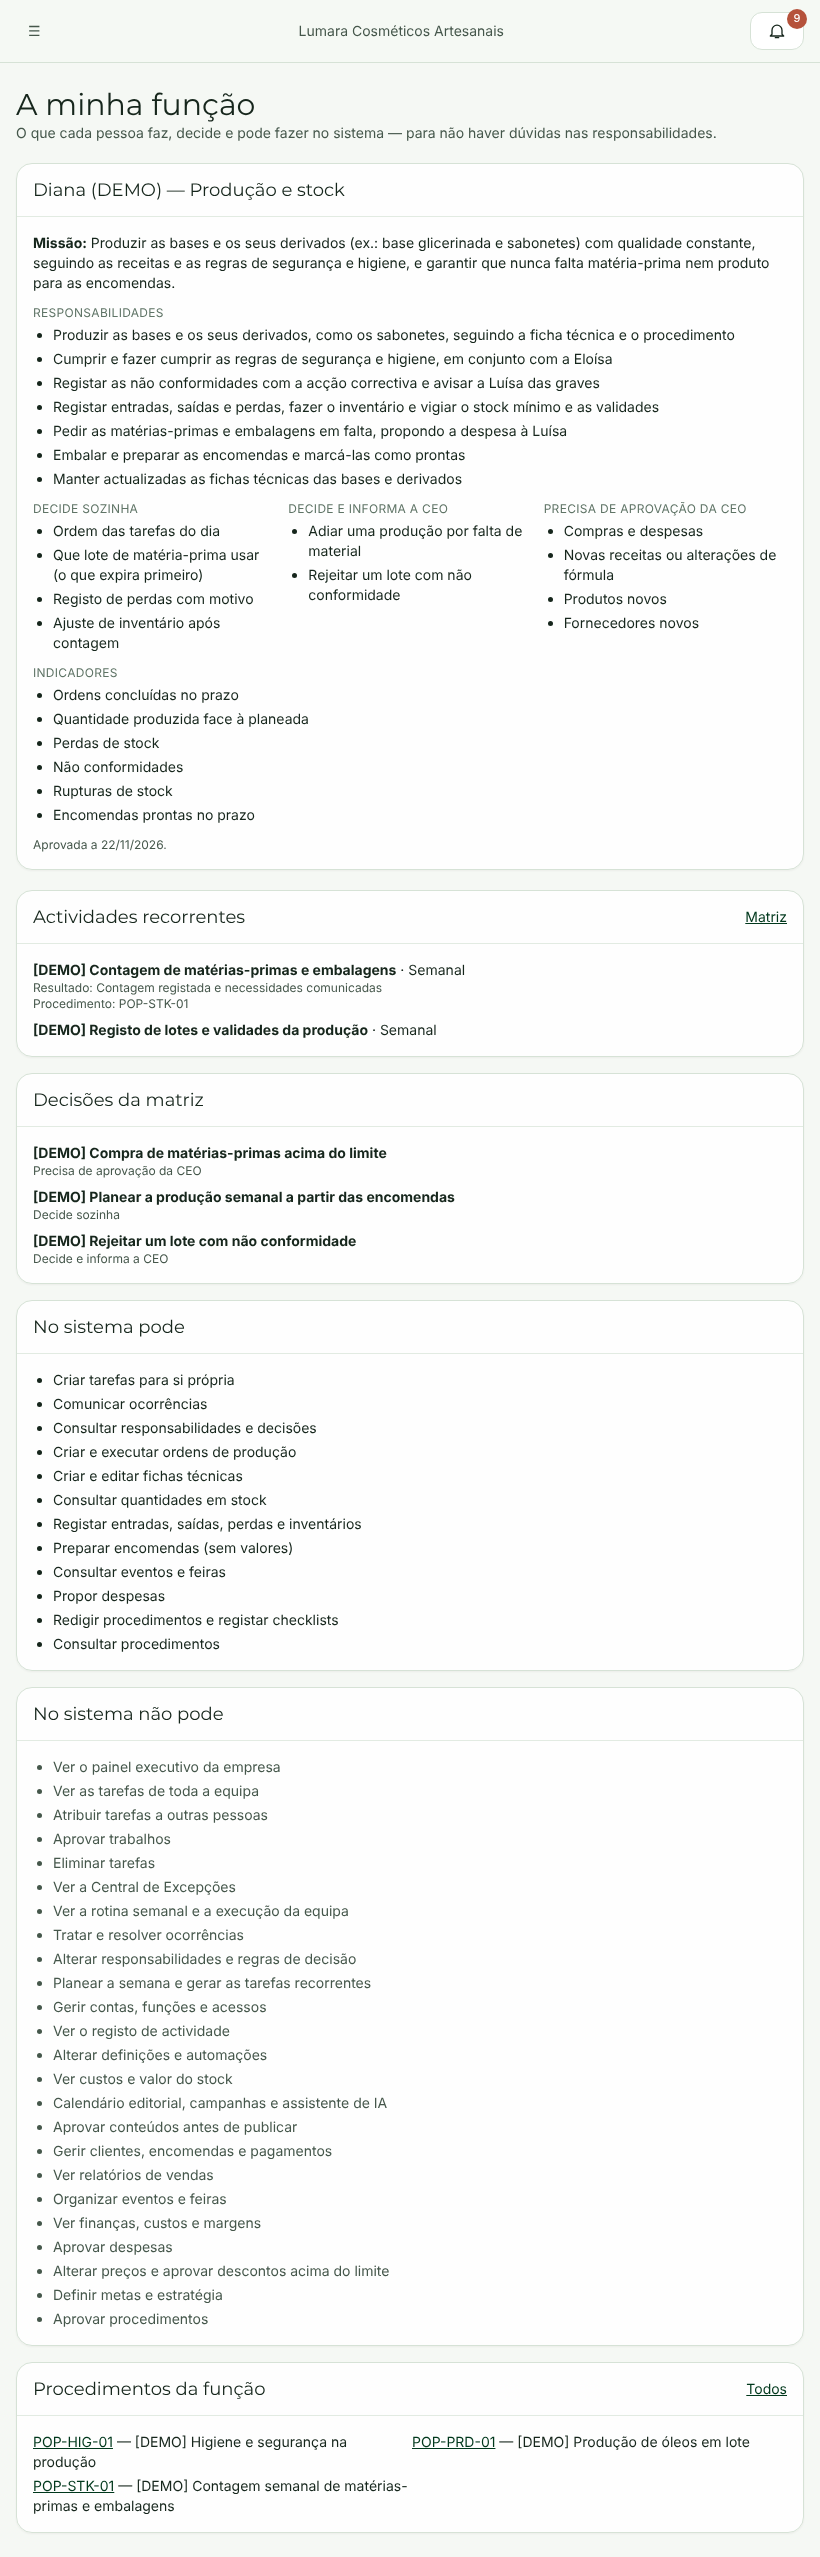 ☰
Lumara Cosméticos Artesanais
9
A minha função
O que cada pessoa faz, decide e pode fazer no sistema — para não haver dúvidas nas responsabilidades.
Diana (DEMO) — Produção e stock
Missão: Produzir as bases e os seus derivados (ex.: base glicerinada e sabonetes) com qualidade constante,
seguindo as receitas e as regras de segurança e higiene, e garantir que nunca falta matéria-prima nem produto
para as encomendas.
RESPONSABILIDADES
• Produzir as bases e os seus derivados, como os sabonetes, seguindo a ficha técnica e o procedimento
• Cumprir e fazer cumprir as regras de segurança e higiene, em conjunto com a Eloísa
• Registar as não conformidades com a acção correctiva e avisar a Luísa das graves
• Registar entradas, saídas e perdas, fazer o inventário e vigiar o stock mínimo e as validades
• Pedir as matérias-primas e embalagens em falta, propondo a despesa à Luísa
• Embalar e preparar as encomendas e marcá-las como prontas
• Manter actualizadas as fichas técnicas das bases e derivados
DECIDE SOZINHA
• Ordem das tarefas do dia
• Que lote de matéria-prima usar
(o que expira primeiro)
• Registo de perdas com motivo
• Ajuste de inventário após
contagem
DECIDE E INFORMA A CEO
• Adiar uma produção por falta de
material
• Rejeitar um lote com não
conformidade
PRECISA DE APROVAÇÃO DA CEO
• Compras e despesas
• Novas receitas ou alterações de
fórmula
• Produtos novos
• Fornecedores novos
INDICADORES
• Ordens concluídas no prazo
• Quantidade produzida face à planeada
• Perdas de stock
• Não conformidades
• Rupturas de stock
• Encomendas prontas no prazo
Aprovada a 22/11/2026.
Actividades recorrentes
Matriz
[DEMO] Contagem de matérias-primas e embalagens · Semanal
Resultado: Contagem registada e necessidades comunicadas
Procedimento: POP-STK-01
[DEMO] Registo de lotes e validades da produção · Semanal
Decisões da matriz
[DEMO] Compra de matérias-primas acima do limite
Precisa de aprovação da CEO
[DEMO] Planear a produção semanal a partir das encomendas
Decide sozinha
[DEMO] Rejeitar um lote com não conformidade
Decide e informa a CEO
No sistema pode
• Criar tarefas para si própria
• Comunicar ocorrências
• Consultar responsabilidades e decisões
• Criar e executar ordens de produção
• Criar e editar fichas técnicas
• Consultar quantidades em stock
• Registar entradas, saídas, perdas e inventários
• Preparar encomendas (sem valores)
• Consultar eventos e feiras
• Propor despesas
• Redigir procedimentos e registar checklists
• Consultar procedimentos
No sistema não pode
• Ver o painel executivo da empresa
• Ver as tarefas de toda a equipa
• Atribuir tarefas a outras pessoas
• Aprovar trabalhos
• Eliminar tarefas
• Ver a Central de Excepções
• Ver a rotina semanal e a execução da equipa
• Tratar e resolver ocorrências
• Alterar responsabilidades e regras de decisão
• Planear a semana e gerar as tarefas recorrentes
• Gerir contas, funções e acessos
• Ver o registo de actividade
• Alterar definições e automações
• Ver custos e valor do stock
• Calendário editorial, campanhas e assistente de IA
• Aprovar conteúdos antes de publicar
• Gerir clientes, encomendas e pagamentos
• Ver relatórios de vendas
• Organizar eventos e feiras
• Ver finanças, custos e margens
• Aprovar despesas
• Alterar preços e aprovar descontos acima do limite
• Definir metas e estratégia
• Aprovar procedimentos
Procedimentos da função
Todos
POP-HIG-01 — [DEMO] Higiene e segurança na
produção
POP-PRD-01 — [DEMO] Produção de óleos em lote
POP-STK-01 — [DEMO] Contagem semanal de matérias-
primas e embalagens